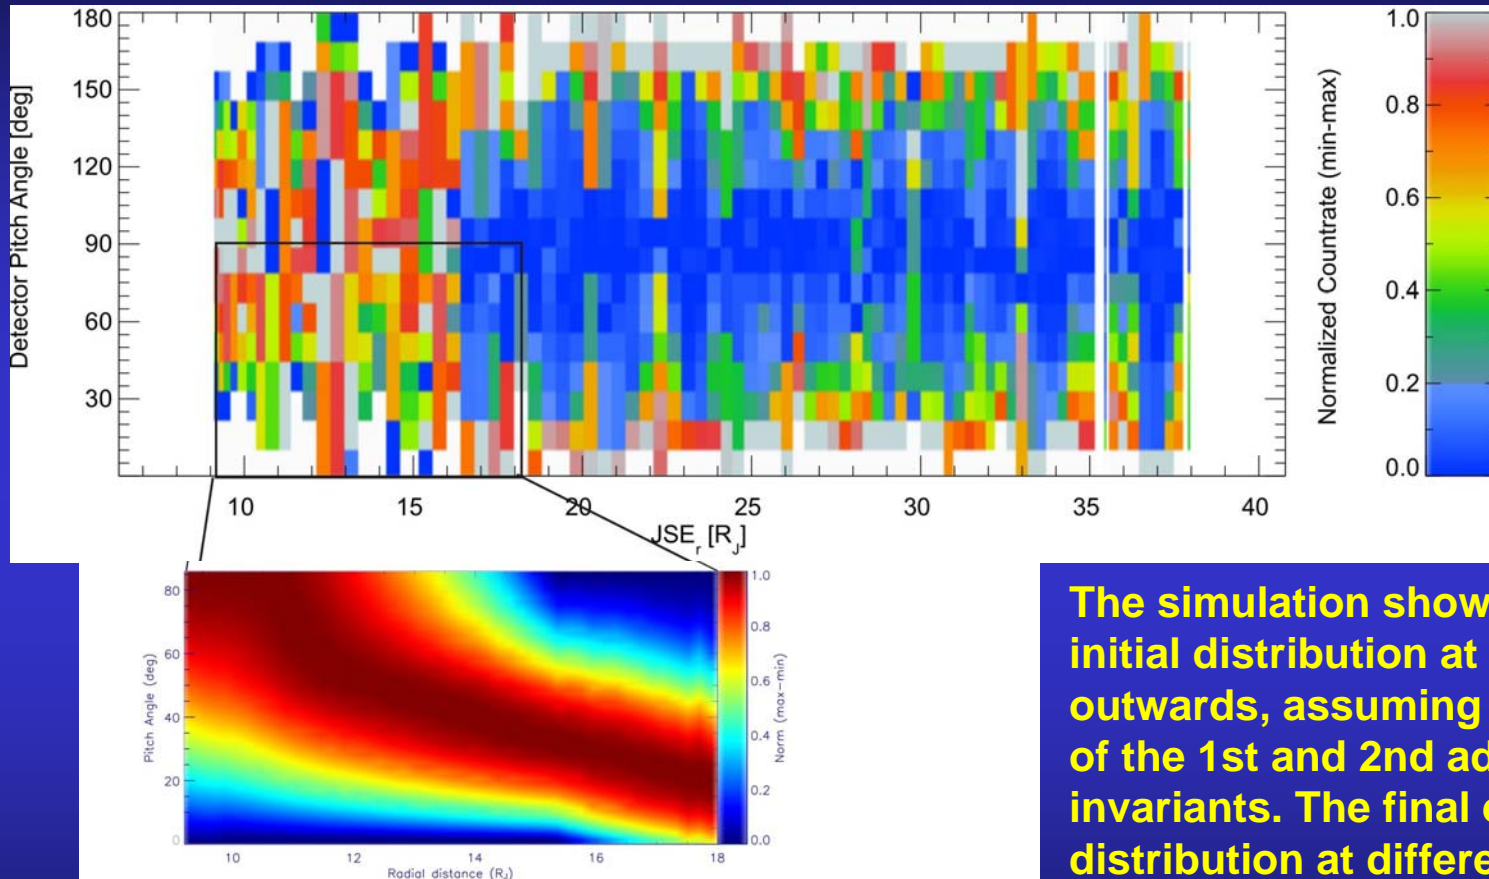 180
150
120
90
60
30
Detector Pitch Angle [deg]
10 15 20 25 30 35 40
JSE_r [R_J]
1.0
0.8
0.6
0.4
0.2
0.0
Normalized Countrate (min-max)
80
60
40
20
0
Pitch Angle (deg)
10 12 14 16 18
Radial distance (R_J)
1.0
0.8
0.6
0.4
0.2
0.0
Norm (max-min)
The simulation show
initial distribution at
outwards, assuming
of the 1st and 2nd ad
invariants. The final
distribution at differe